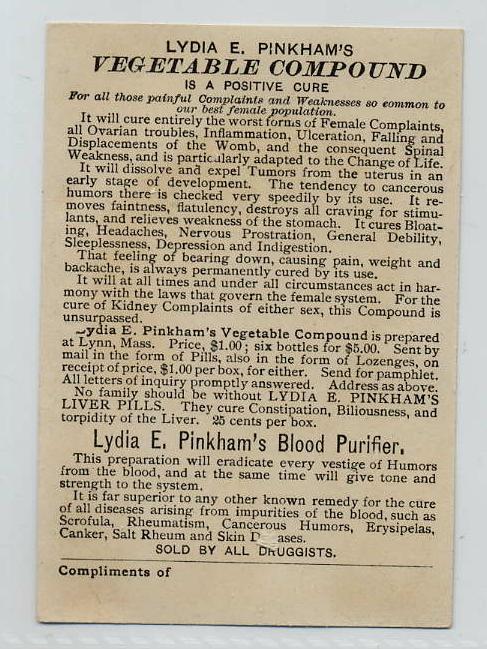 LYDIA E. PINKHAM'S
VEGETABLE COMPOUND
IS A POSITIVE CURE
For all those painful Complaints and Weaknesses so common to
our best female population.
It will cure entirely the worst forms of Female Complaints,
all Ovarian troubles, Inflammation, Ulceration, Falling and
Displacements of the Womb, and the consequent Spinal
Weakness, and is particularly adapted to the Change of Life.
It will dissolve and expel Tumors from the uterus in an
early stage of development. The tendency to cancerous
humors there is checked very speedily by its use. It re-
moves faintness, flatulency, destroys all craving for stimu-
lants, and relieves weakness of the stomach. It cures Bloat-
ing, Headaches, Nervous Prostration, General Debility,
Sleeplessness, Depression and Indigestion.
That feeling of bearing down, causing pain, weight and
backache, is always permanently cured by its use.
It will at all times and under all circumstances act in har-
mony with the laws that govern the female system. For the
cure of Kidney Complaints of either sex, this Compound is
unsurpassed.
Lydia E. Pinkham's Vegetable Compound is prepared
at Lynn, Mass. Price, $1.00; six bottles for $5.00. Sent by
mail in the form of Pills, also in the form of Lozenges, on
receipt of price, $1.00 per box, for either. Send for pamphlet.
All letters of inquiry promptly answered. Address as above.
No family should be without LYDIA E. PINKHAM'S
LIVER PILLS. They cure Constipation, Biliousness, and
torpidity of the Liver. 25 cents per box.
Lydia E. Pinkham's Blood Purifier.
This preparation will eradicate every vestige of Humors
from the blood, and at the same time will give tone and
strength to the system.
It is far superior to any other known remedy for the cure
of all diseases arising from impurities of the blood, such as
Scrofula, Rheumatism, Cancerous Humors, Erysipelas,
Canker, Salt Rheum and Skin D ases.
SOLD BY ALL DRUGGISTS.
Compliments of